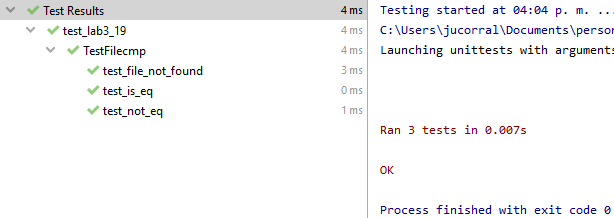 Test Results 4 ms
test_lab3_19 4 ms
TestFilecmp 4 ms
test_file_not_found 3 ms
test_is_eq 0 ms
test_not_eq 1 ms
Testing started at 04:04 p. m. ...
C:\Users\jucorral\Documents\person
Launching unittests with arguments
Ran 3 tests in 0.007s
OK
Process finished with exit code 0